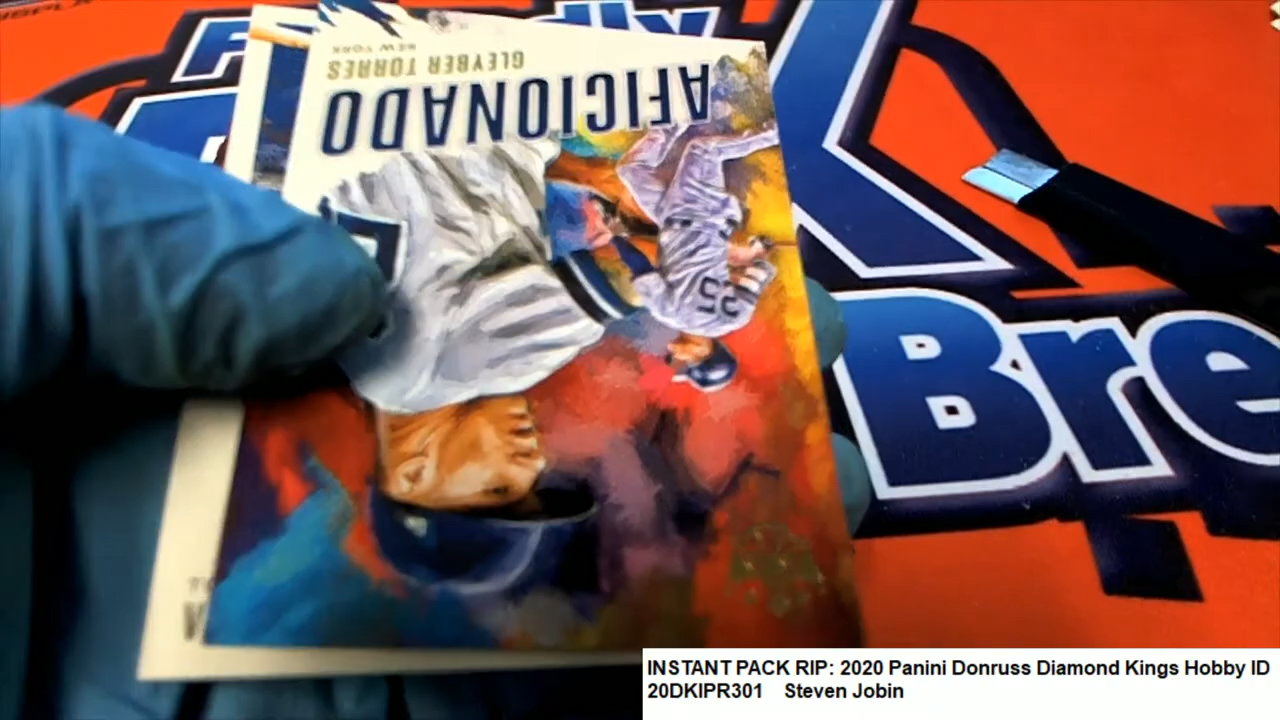 AFICIONADO
GLEYBER TORRES
NEW YORK
25
Bre
INSTANT PACK RIP: 2020 Panini Donruss Diamond Kings Hobby ID
20DKIPR301 Steven Jobin